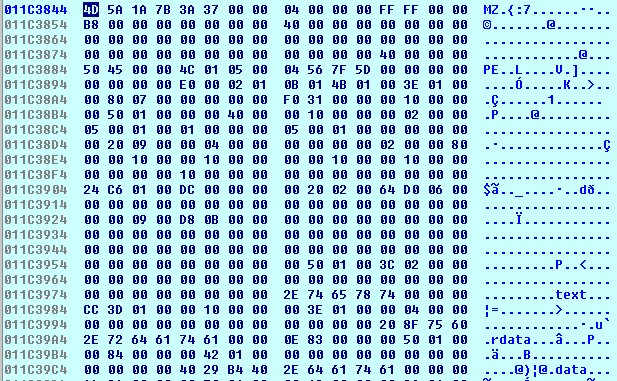 011C3844 4D 5A 1A 7B 3A 37 00 00 04 00 00 00 FF FF 00 00 MZ.{:7......
011C3854 B8 00 00 00 00 00 00 00 40 00 00 00 00 00 00 00 ©.......@.......
011C3864 00 00 00 00 00 00 00 00 00 00 00 00 00 00 00 00 ................
011C3874 00 00 00 00 00 00 00 00 00 00 00 00 40 00 00 00 ............@...
011C3884 50 45 00 00 4C 01 05 00 04 56 7F 5D 00 00 00 00 PE..L....V.]....
011C3894 00 00 00 00 E0 00 02 01 0B 01 4B 01 00 3E 01 00 ....Ó.....K..>..
011C38A4 00 80 07 00 00 00 00 00 F0 31 00 00 00 10 00 00 .Ç.......1......
011C38B4 00 50 01 00 00 00 40 00 00 10 00 00 00 02 00 00 .P....@.........
011C38C4 05 00 01 00 01 00 00 00 05 00 01 00 00 00 00 00 ................
011C38D4 00 20 09 00 00 04 00 00 00 00 00 00 02 00 00 80 ...............Ç
011C38E4 00 00 10 00 00 10 00 00 00 00 10 00 00 10 00 00 ................
011C38F4 00 00 00 00 10 00 00 00 00 00 00 00 00 00 00 00 ................
011C3904 24 C6 01 00 DC 00 00 00 00 20 02 00 64 D0 06 00 $ã.._.... ..dð..
011C3914 00 00 00 00 00 00 00 00 00 00 00 00 00 00 00 00 ................
011C3924 00 00 09 00 D8 0B 00 00 00 00 00 00 00 00 00 00 ....Ï...........
011C3934 00 00 00 00 00 00 00 00 00 00 00 00 00 00 00 00 ................
011C3944 00 00 00 00 00 00 00 00 00 00 00 00 00 00 00 00 ................
011C3954 00 00 00 00 00 00 00 00 00 50 01 00 3C 02 00 00 .........P..<...
011C3964 00 00 00 00 00 00 00 00 00 00 00 00 00 00 00 00 ................
011C3974 00 00 00 00 00 00 00 00 2E 74 65 78 74 00 00 00 .........text...
011C3984 CC 3D 01 00 00 10 00 00 00 3E 01 00 00 04 00 00 ¦=.......>......
011C3994 00 00 00 00 00 00 00 00 00 00 00 00 20 8F 75 60 .............u`
011C39A4 2E 72 64 61 74 61 00 00 0E 83 00 00 00 50 01 00 .rdata...â...P..
011C39B4 00 84 00 00 00 42 01 00 00 00 00 00 00 00 00 00 .ä...B..........
011C39C4 00 00 00 00 40 29 B4 40 2E 64 61 74 61 00 00 00 ....@)¦@.data...